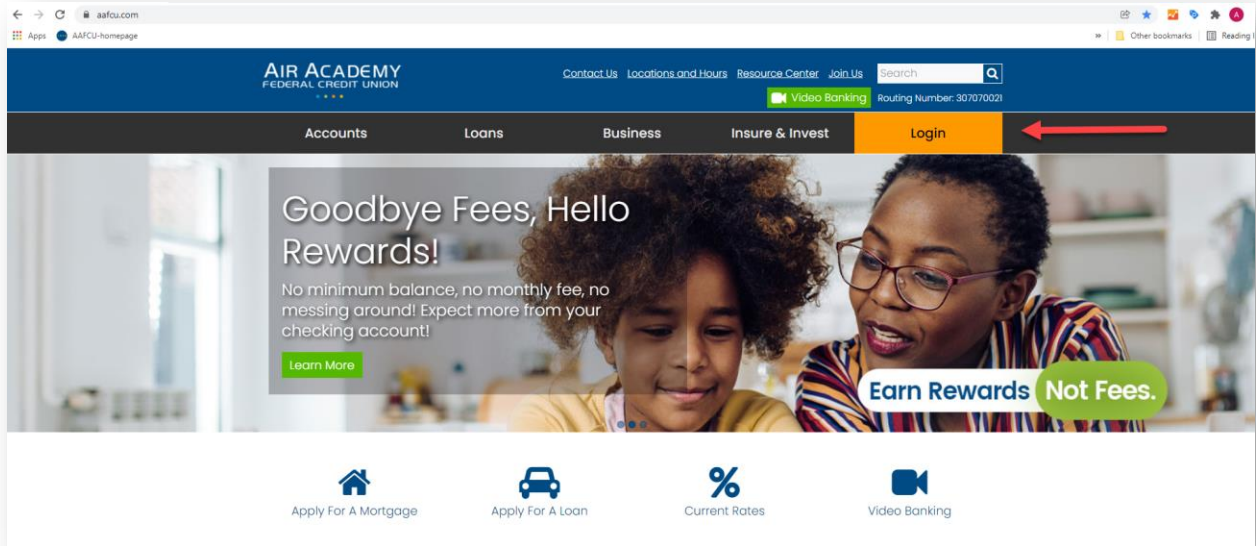 aafcu.com
A
Apps AAFCU-homepage
» Other bookmarks Reading
AIR ACADEMY
FEDERAL CREDIT UNION
Contact Us Locations and Hours Resource Center Join Us Search
Video Banking Routing Number: 307070021
Accounts Loans Business Insure & Invest Login
Goodbye Fees, Hello
Rewards!
No minimum balance, no monthly fee, no
messing around! Expect more from your
checking account!
Learn More
Earn Rewards Not Fees.
%
Apply For A Mortgage Apply For A Loan Current Rates Video Banking